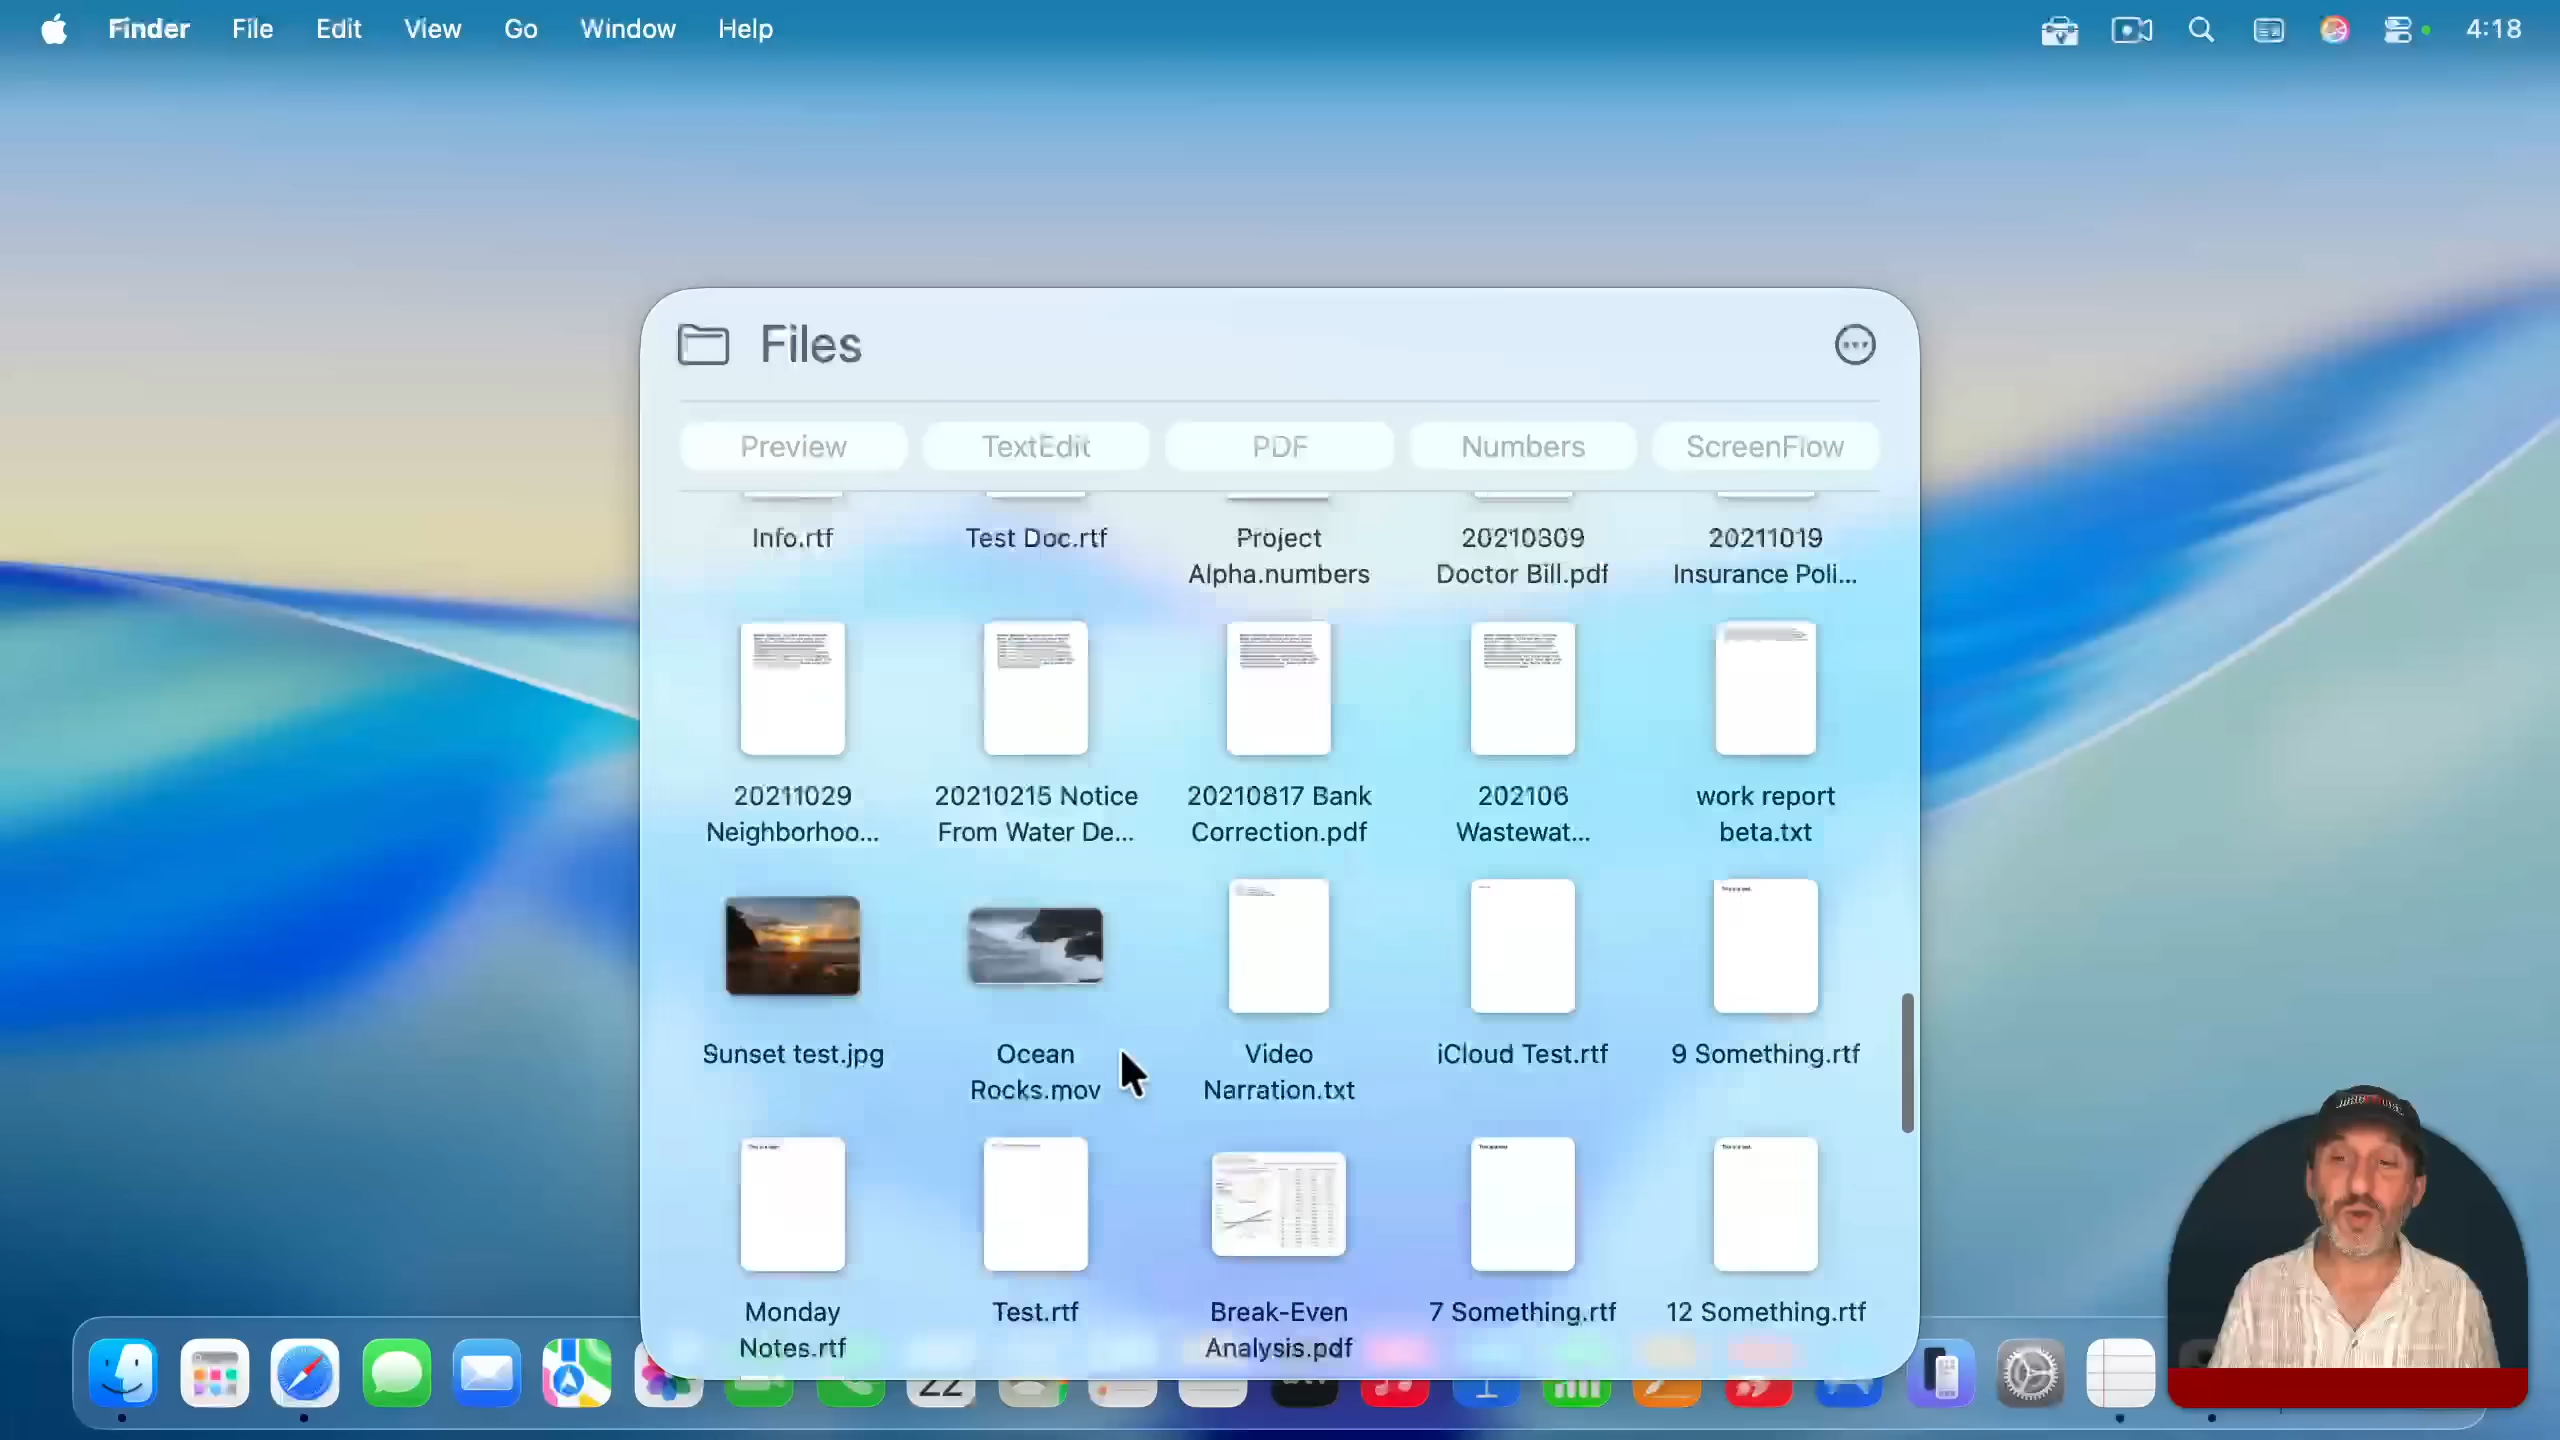 Finder File Edit View Go Window Help 4:18
Files
Preview TextEdit PDF Numbers ScreenFlow
Info.rtf Test Doc.rtf Project 20210809 20211019
Alpha.numbers Doctor Bill.pdf Insurance Poli...
20211029 20210215 Notice 20210817 Bank 202106 work report
Neighborhoo... From Water De... Correction.pdf Wastewat... beta.txt
Sunset test.jpg Ocean Video iCloud Test.rtf 9 Something.rtf
Rocks.mov Narration.txt
Monday Test.rtf Break-Even 7 Something.rtf 12 Something.rtf
Notes.rtf Analysis.pdf
22